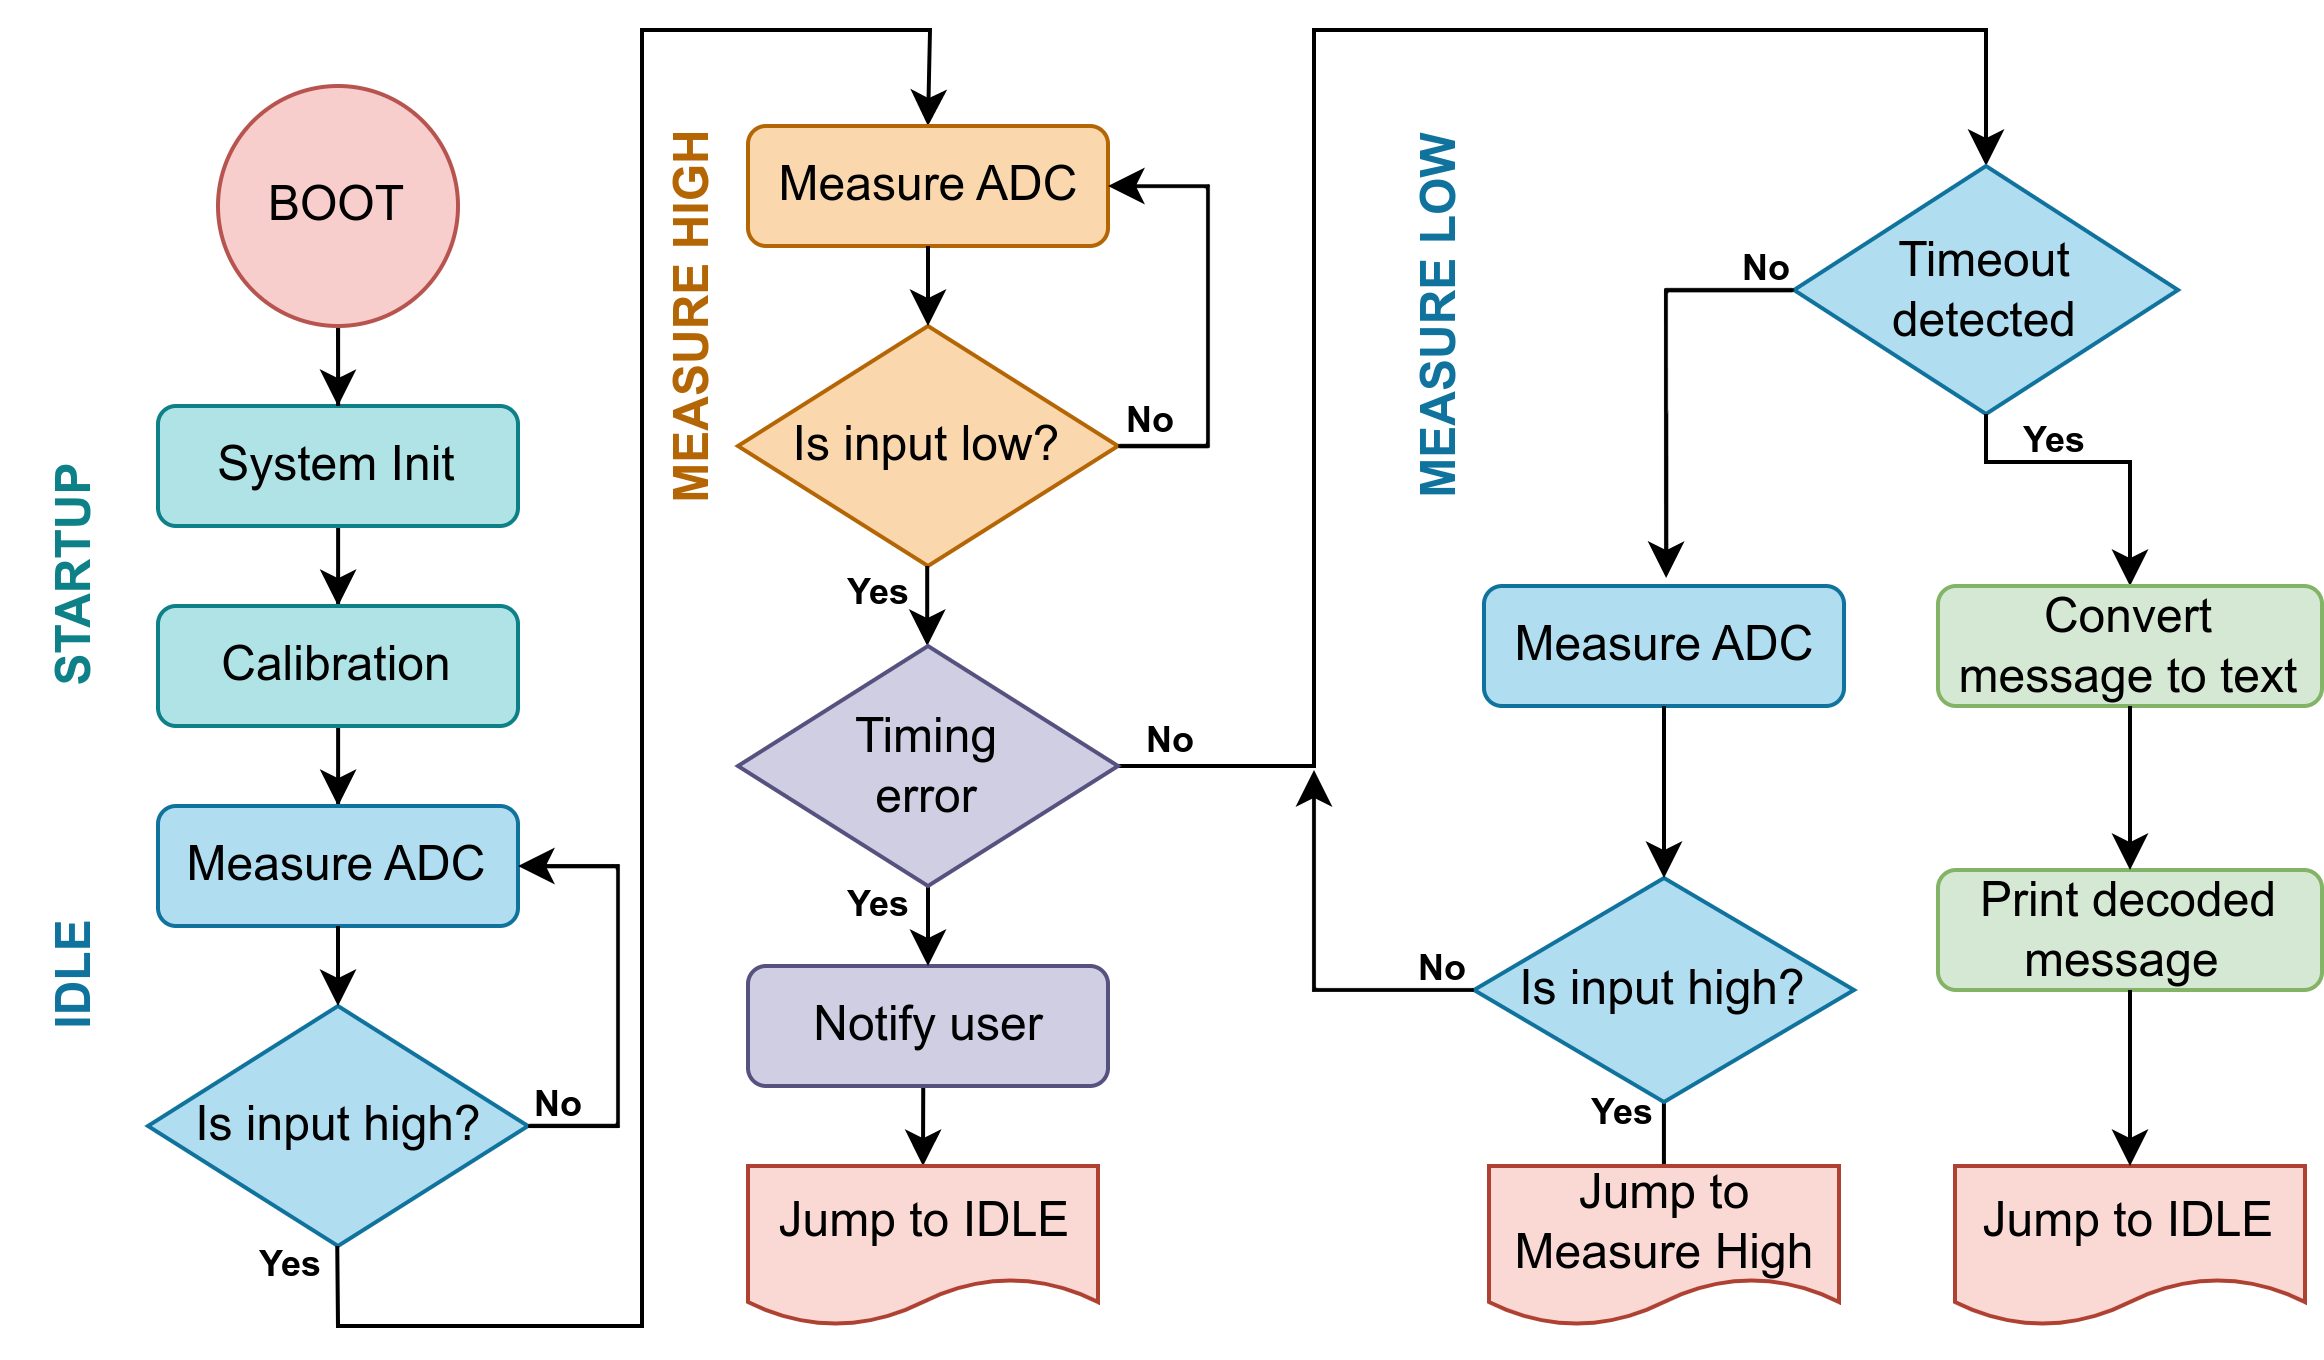 BOOT
STARTUP
System Init
Calibration
IDLE
Measure ADC
Is input high?
No
Yes
MEASURE HIGH
Measure ADC
Is input low?
No
Yes
Timing
error
No
Yes
Notify user
Jump to IDLE
MEASURE LOW
Timeout
detected
No
Yes
Measure ADC
Is input high?
No
Yes
Jump to
Measure High
Convert
message to text
Print decoded
message
Jump to IDLE